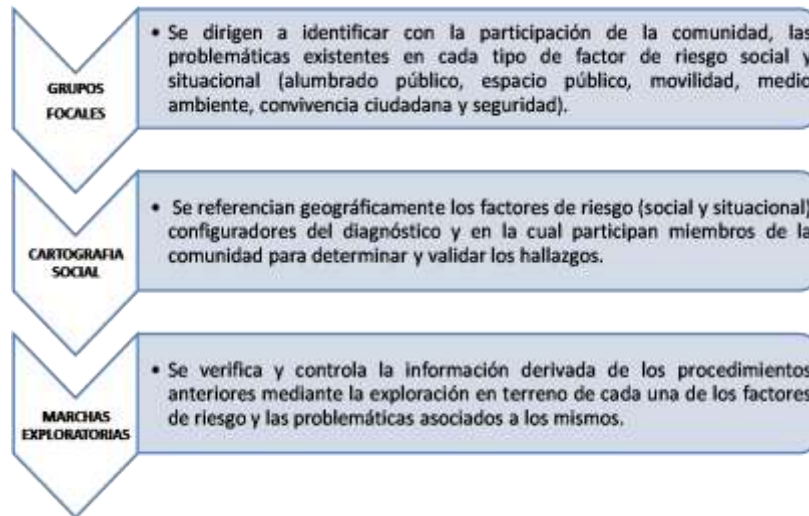 GRUPOS
FOCALES
• Se dirigen a identificar con la participación de la comunidad, las
problemáticas existentes en cada tipo de factor de riesgo social y
situacional (alumbrado público, espacio público, movilidad, medio
ambiente, convivencia ciudadana y seguridad).
CARTOGRAFIA
SOCIAL
• Se referencian geográficamente los factores de riesgo (social y situacional)
configuradores del diagnóstico y en la cual participan miembros de la
comunidad para determinar y validar los hallazgos.
MARCHAS
EXPLORATORIAS
• Se verifica y controla la información derivada de los procedimientos
anteriores mediante la exploración en terreno de cada una de los factores
de riesgo y las problemáticas asociados a los mismos.